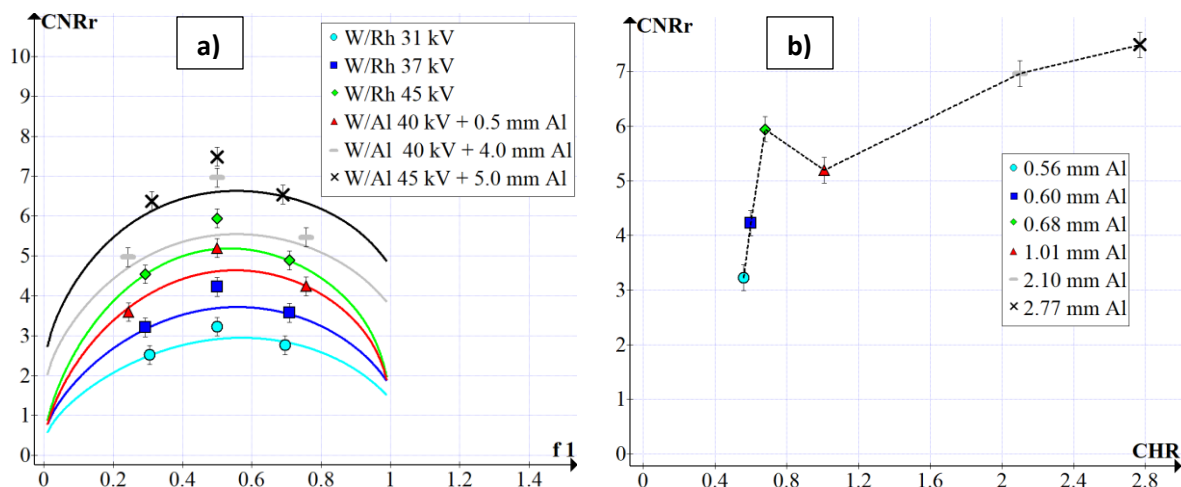 CNRr
a)
10
9
8
7
6
5
4
3
2
1
0
0
0.2
0.4
0.6
0.8
1
1.2
1.4
f 1
W/Rh 31 kV
W/Rh 37 kV
W/Rh 45 kV
W/Al 40 kV + 0.5 mm Al
W/Al 40 kV + 4.0 mm Al
W/Al 45 kV + 5.0 mm Al
CNRr
b)
7
6
5
4
3
2
1
0
0
0.4
0.8
1.2
1.6
2
2.4
2.8
CHR
0.56 mm Al
0.60 mm Al
0.68 mm Al
1.01 mm Al
2.10 mm Al
2.77 mm Al